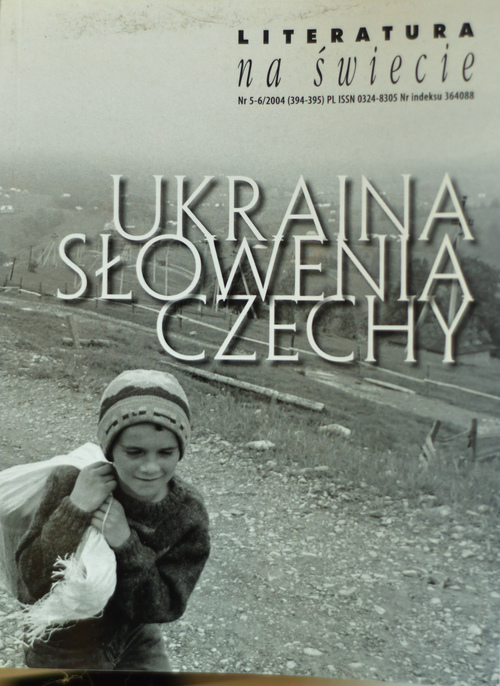 LITERATURA
na świecie
Nr 5-6/2004 (394-395) PL ISSN 0324-8305 Nr indeksu 364088
UKRAINA
SŁOWENIA
CZECHY